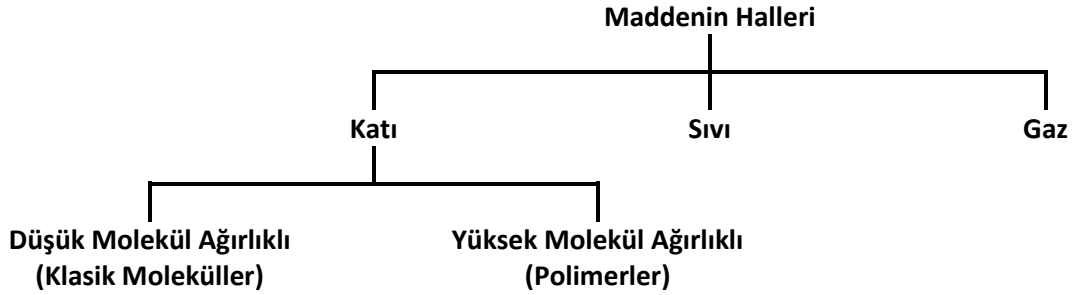 Maddenin Halleri
Katı
Sıvı
Gaz
Düşük Molekül Ağırlıklı
(Klasik Moleküller)
Yüksek Molekül Ağırlıklı
(Polimerler)